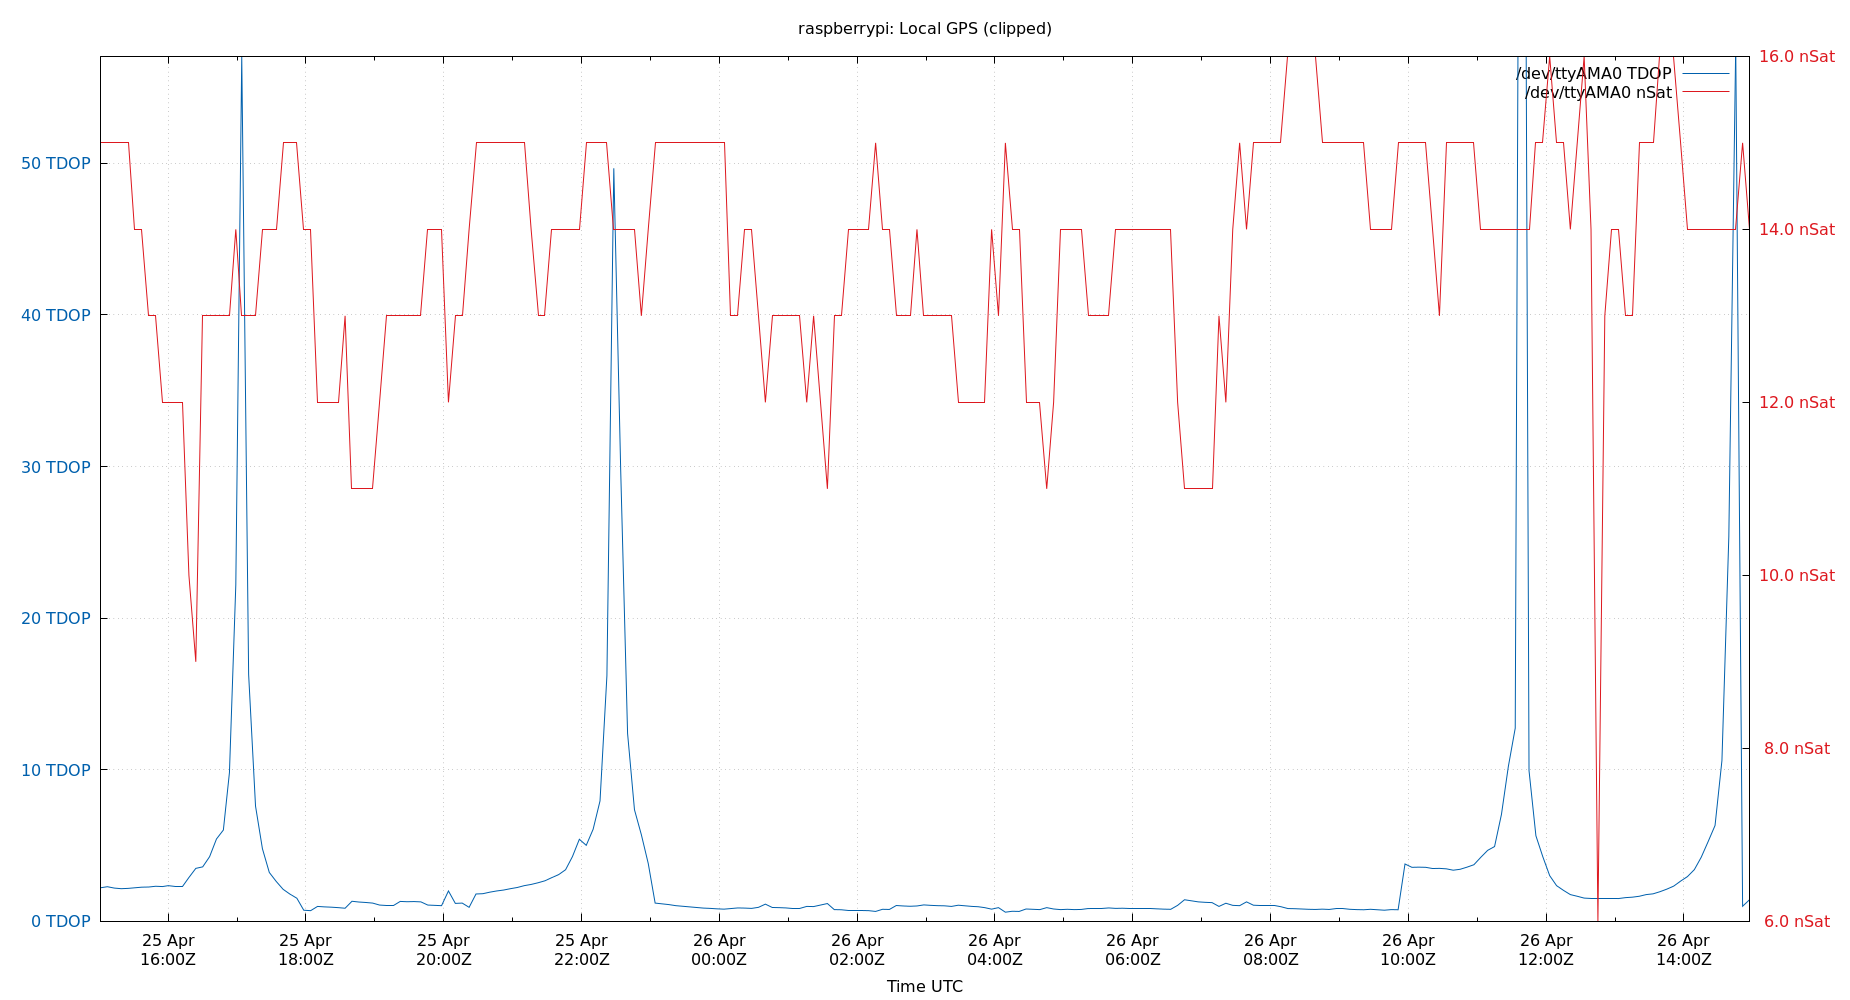 raspberrypi: Local GPS (clipped)
16.0 nSat
/dev/ttyAMA0 TDOP
/dev/ttyAMA0 nSat
50 TDOP
14.0 nSat
40 TDOP
12.0 nSat
30 TDOP
10.0 nSat
20 TDOP
8.0 nSat
10 TDOP
0 TDOP
6.0 nSat
25 Apr 25 Apr 25 Apr 25 Apr 26 Apr 26 Apr 26 Apr 26 Apr 26 Apr 26 Apr 26 Apr 26 Apr
16:00Z 18:00Z 20:00Z 22:00Z 00:00Z 02:00Z 04:00Z 06:00Z 08:00Z 10:00Z 12:00Z 14:00Z
Time UTC